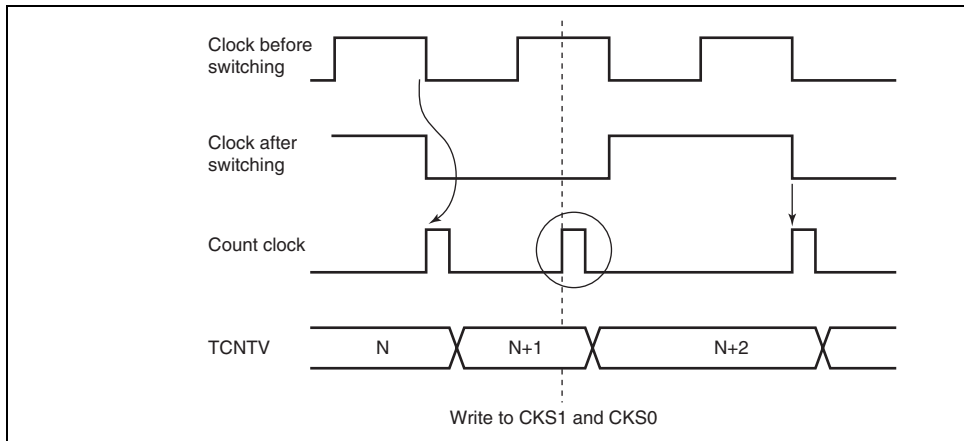 Clock before
switching
Clock after
switching
Count clock
TCNTV
N
N+1
N+2
Write to CKS1 and CKS0